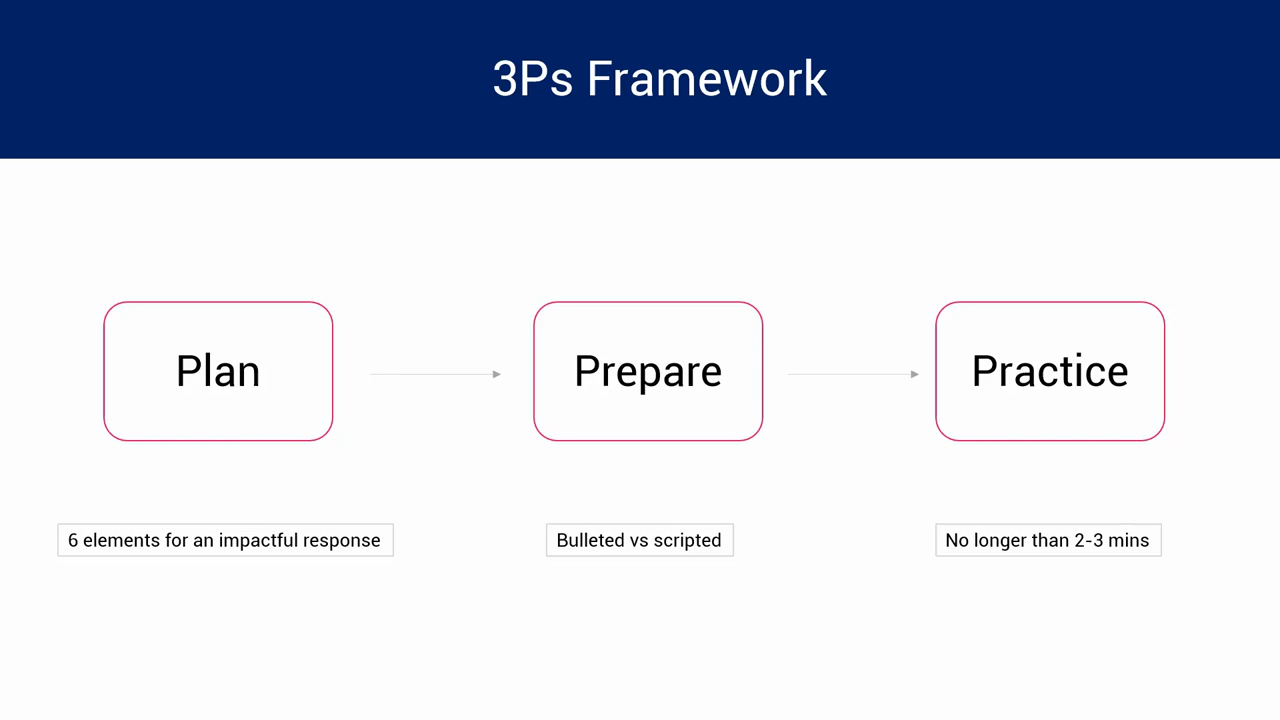 3Ps Framework
Plan
Prepare
Practice
6 elements for an impactful response
Bulleted vs scripted
No longer than 2-3 mins